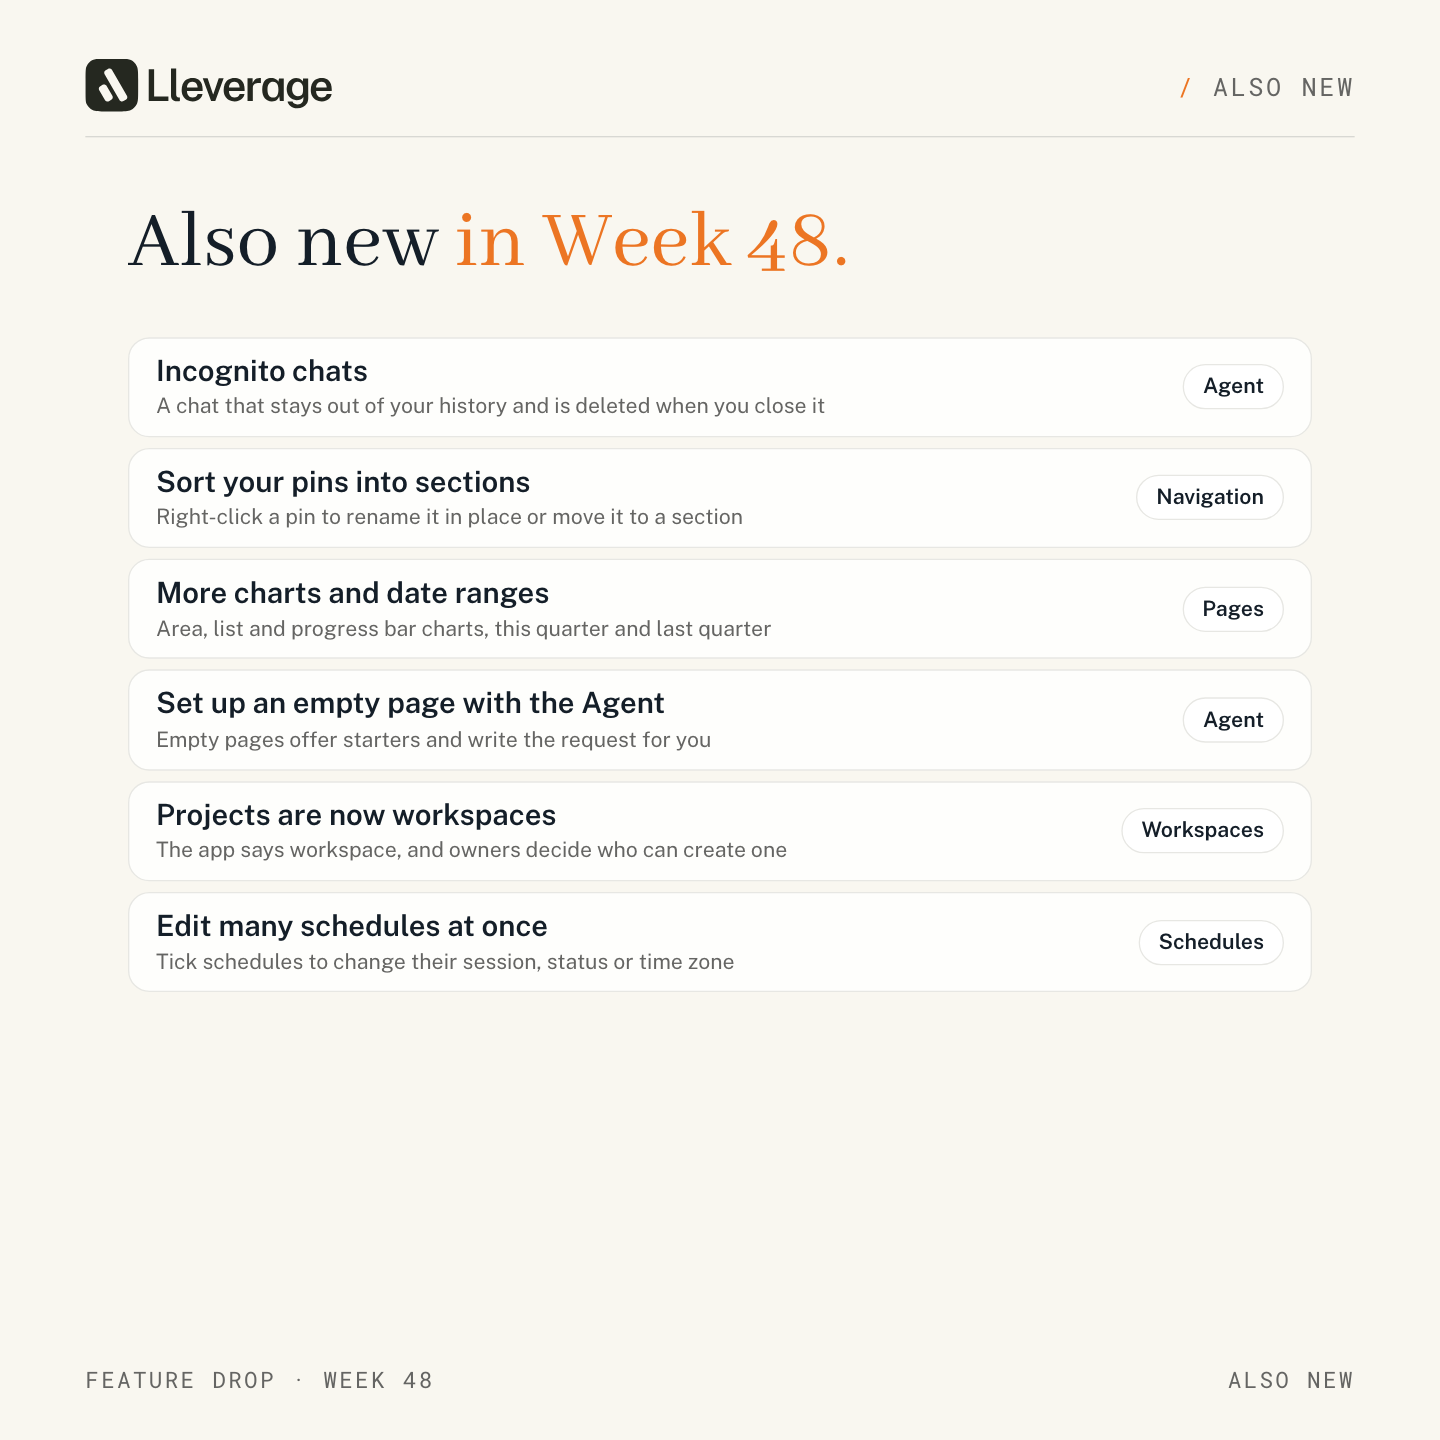 Lleverage
/ ALSO NEW
Also new in Week 48.
Incognito chats
A chat that stays out of your history and is deleted when you close it
Agent
Sort your pins into sections
Right-click a pin to rename it in place or move it to a section
Navigation
More charts and date ranges
Area, list and progress bar charts, this quarter and last quarter
Pages
Set up an empty page with the Agent
Empty pages offer starters and write the request for you
Agent
Projects are now workspaces
The app says workspace, and owners decide who can create one
Workspaces
Edit many schedules at once
Tick schedules to change their session, status or time zone
Schedules
FEATURE DROP · WEEK 48
ALSO NEW